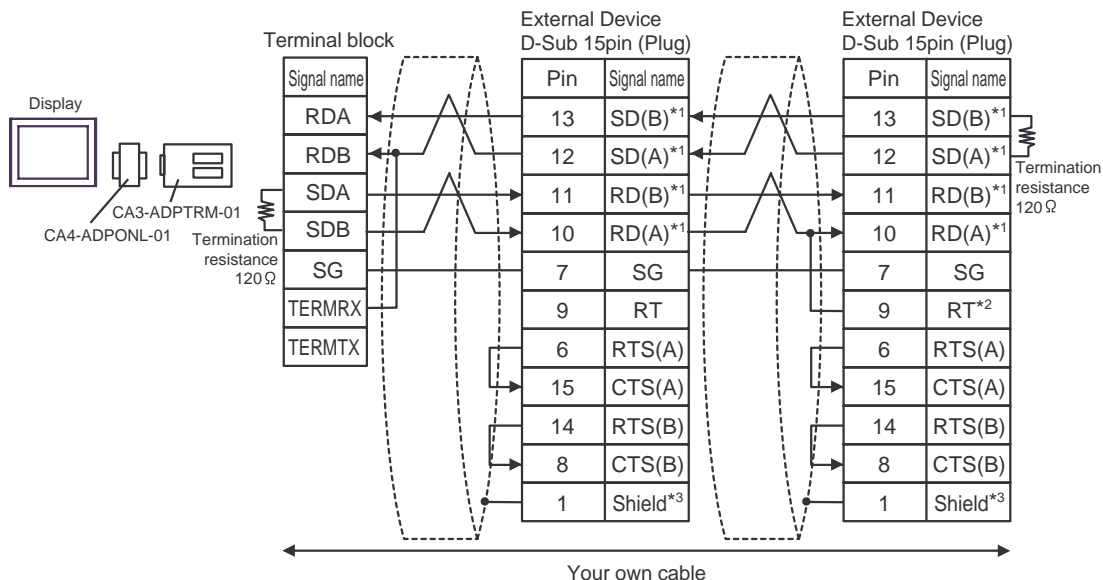 External Device
D-Sub 15pin (Plug)
External Device
D-Sub 15pin (Plug)
Terminal block
Display
CA3-ADPTRM-01
CA4-ADPONL-01
Termination
resistance
120Ω
Signal name
RDA
RDB
SDA
SDB
SG
TERMRX
TERMTX
Pin Signal name
13 SD(B)*1
12 SD(A)*1
11 RD(B)*1
10 RD(A)*1
7 SG
9 RT
6 RTS(A)
15 CTS(A)
14 RTS(B)
8 CTS(B)
1 Shield*3
Pin Signal name
13 SD(B)*1
12 SD(A)*1
11 RD(B)*1
10 RD(A)*1
7 SG
9 RT*2
6 RTS(A)
15 CTS(A)
14 RTS(B)
8 CTS(B)
1 Shield*3
Termination
resistance
120Ω
Your own cable